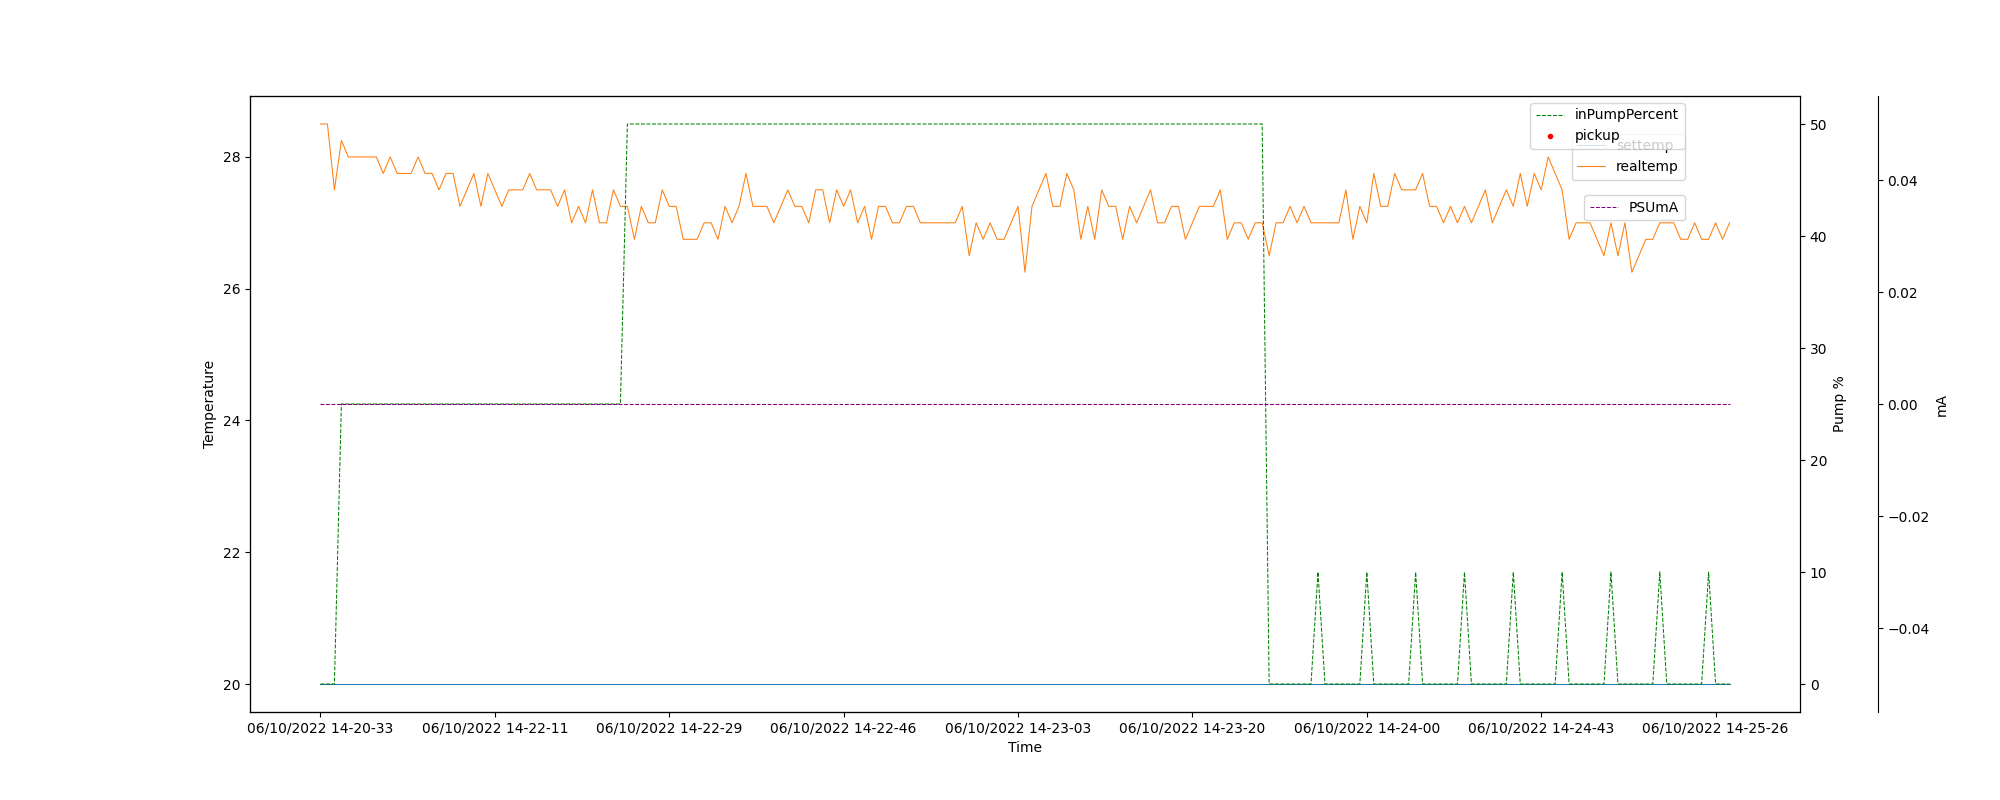 inPumpPercent
pickup
settemp
realtemp
PSUmA
28
26
24
22
20
Temperature
50
40
30
20
10
0
Pump %
0.04
0.02
0.00
−0.02
−0.04
mA
06/10/2022 14-20-33
06/10/2022 14-22-11
06/10/2022 14-22-29
06/10/2022 14-22-46
06/10/2022 14-23-03
06/10/2022 14-23-20
06/10/2022 14-24-00
06/10/2022 14-24-43
06/10/2022 14-25-26
Time